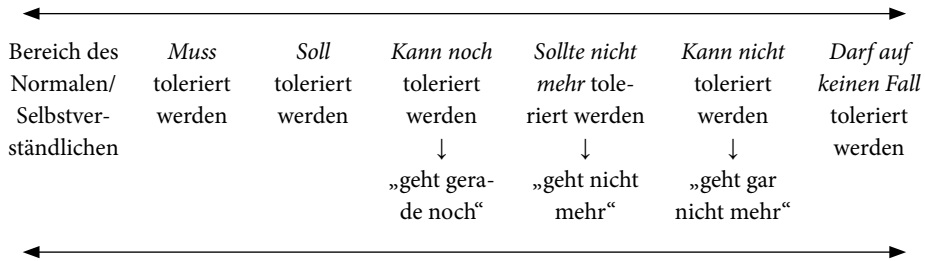 Bereich des Normalen/ Selbstver- ständlichen
Muss toleriert werden
Soll toleriert werden
Kann noch toleriert werden ↓ „geht gera- de noch“
Sollte nicht mehr tole- riert werden ↓ „geht nicht mehr“
Kann nicht toleriert werden ↓ „geht gar nicht mehr“
Darf auf keinen Fall toleriert werden